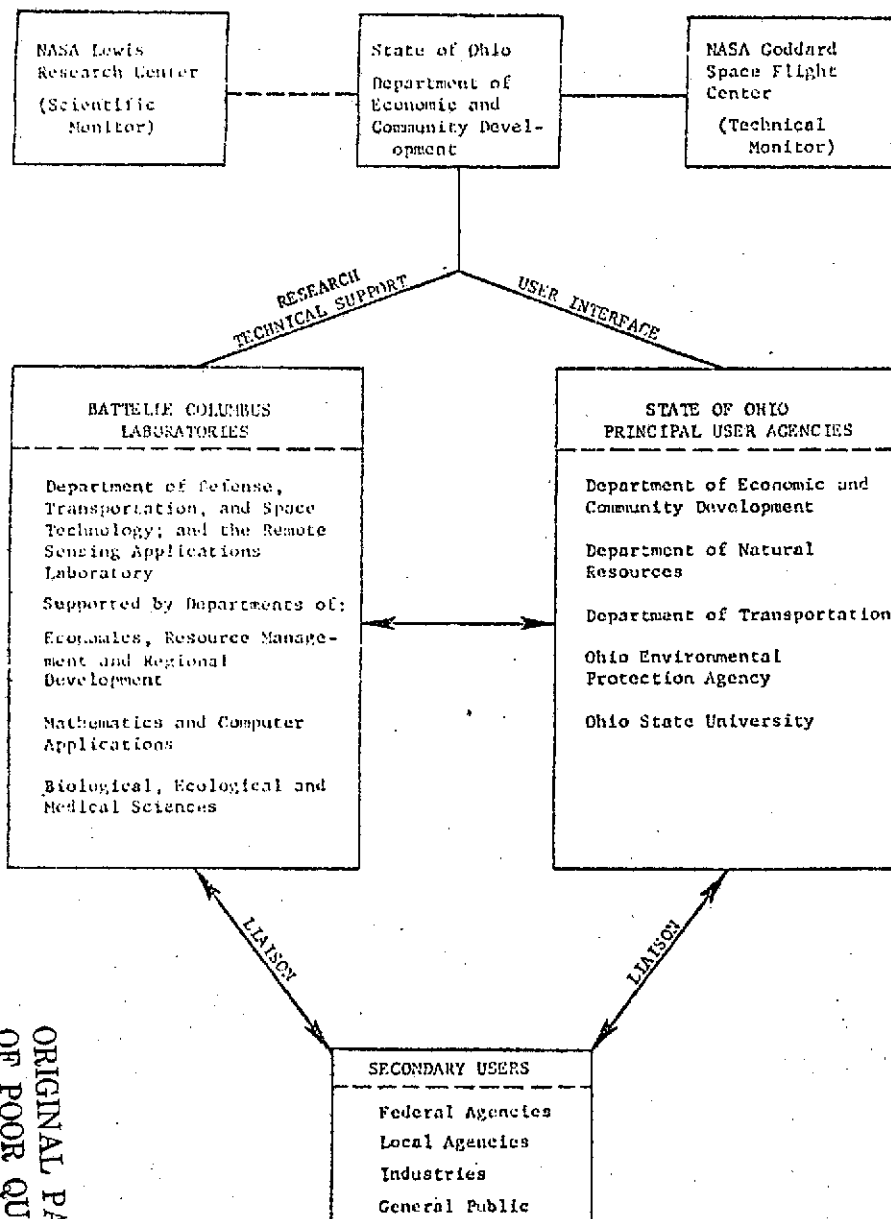 NASA Lewis
Research Center
(Scientific
Monitor)
State of Ohio
Department of
Economic and
Community Devel-
opment
NASA Goddard
Space Flight
Center
(Technical
Monitor)
RESEARCH
TECHNICAL SUPPORT
USER INTERFACE
BATTELLE COLUMBUS
LABORATORIES
Department of Defense,
Transportation, and Space
Technology; and the Remote
Sensing Applications
Laboratory
Supported by Departments of:
Economics, Resource Manage-
ment and Regional
Development
Mathematics and Computer
Applications
Biological, Ecological and
Medical Sciences
STATE OF OHIO
PRINCIPAL USER AGENCIES
Department of Economic and
Community Development
Department of Natural
Resources
Department of Transportation
Ohio Environmental
Protection Agency
Ohio State University
LIAISON
LIAISON
SECONDARY USERS
Federal Agencies
Local Agencies
Industries
General Public
ORIGINAL PA
OF POOR QU